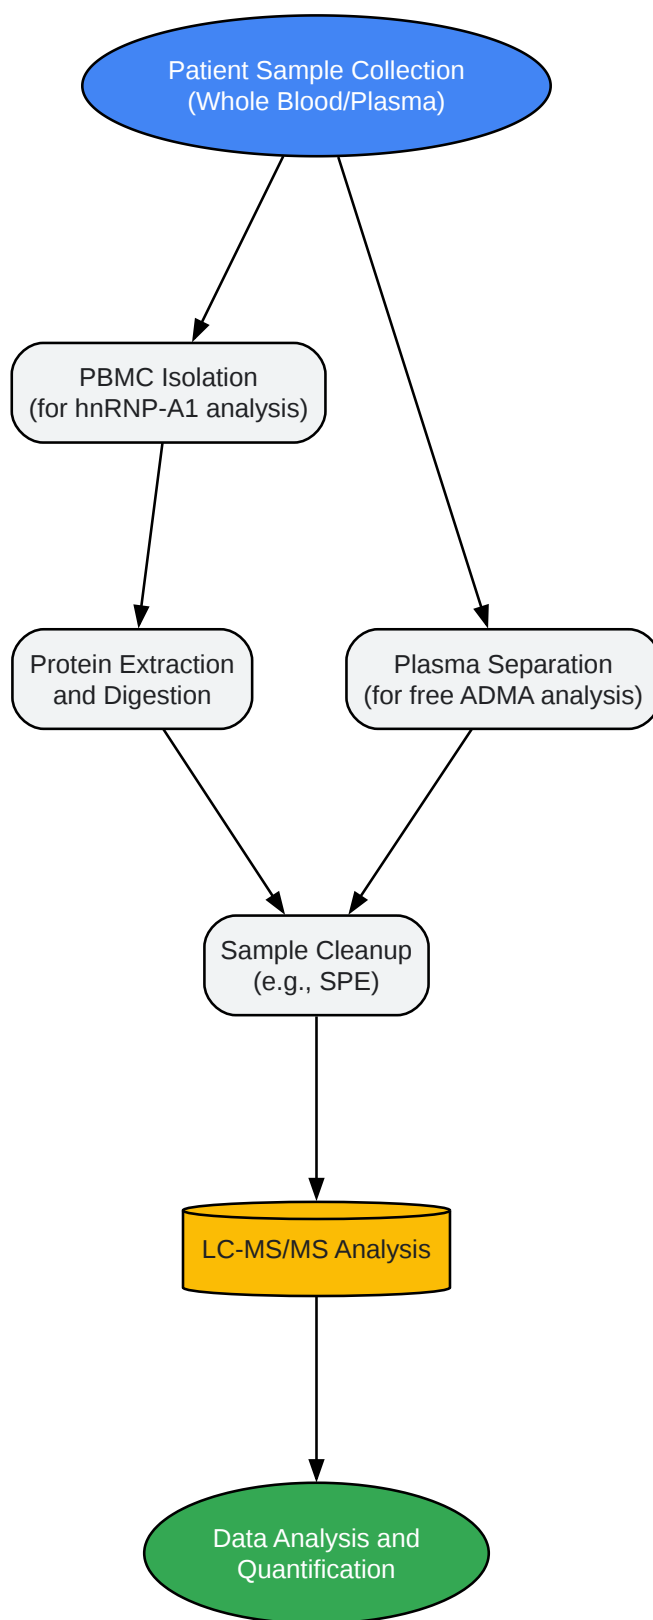 Patient Sample Collection
(Whole Blood/Plasma)
PBMC Isolation
(for hnRNP-A1 analysis)
Protein Extraction
and Digestion
Plasma Separation
(for free ADMA analysis)
Sample Cleanup
(e.g., SPE)
LC-MS/MS Analysis
Data Analysis and
Quantification